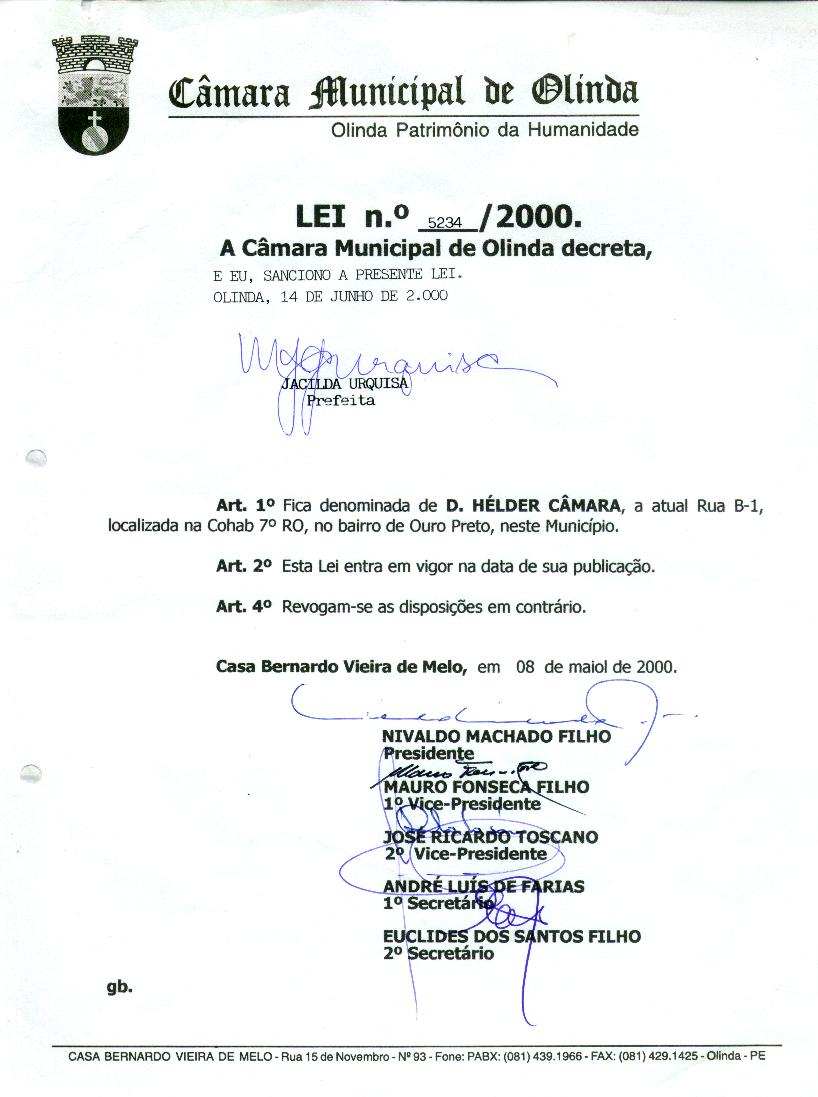 Câmara Municipal de Olinda
Olinda Patrimônio da Humanidade
LEI n.º 5234 /2000.
A Câmara Municipal de Olinda decreta,
E EU, SANCIONO A PRESENTE LEI.
OLINDA, 14 DE JUNHO DE 2.000
JACILDA URQUISA
Prefeita
Art. 1º Fica denominada de D. HÉLDER CÂMARA, a atual Rua B-1,
localizada na Cohab 7º RO, no bairro de Ouro Preto, neste Município.
Art. 2º Esta Lei entra em vigor na data de sua publicação.
Art. 4º Revogam-se as disposições em contrário.
Casa Bernardo Vieira de Melo, em 08 de maiol de 2000.
NIVALDO MACHADO FILHO
Presidente
MAURO FONSECA FILHO
1º Vice-Presidente
JOSÉ RICARDO TOSCANO
2º Vice-Presidente
ANDRÉ LUÍS DE FARIAS
1º Secretário
EUCLIDES DOS SANTOS FILHO
2º Secretário
gb.
CASA BERNARDO VIEIRA DE MELO - Rua 15 de Novembro - Nº 93 - Fone: PABX: (081) 439.1966 - FAX: (081) 429.1425 - Olinda - PE